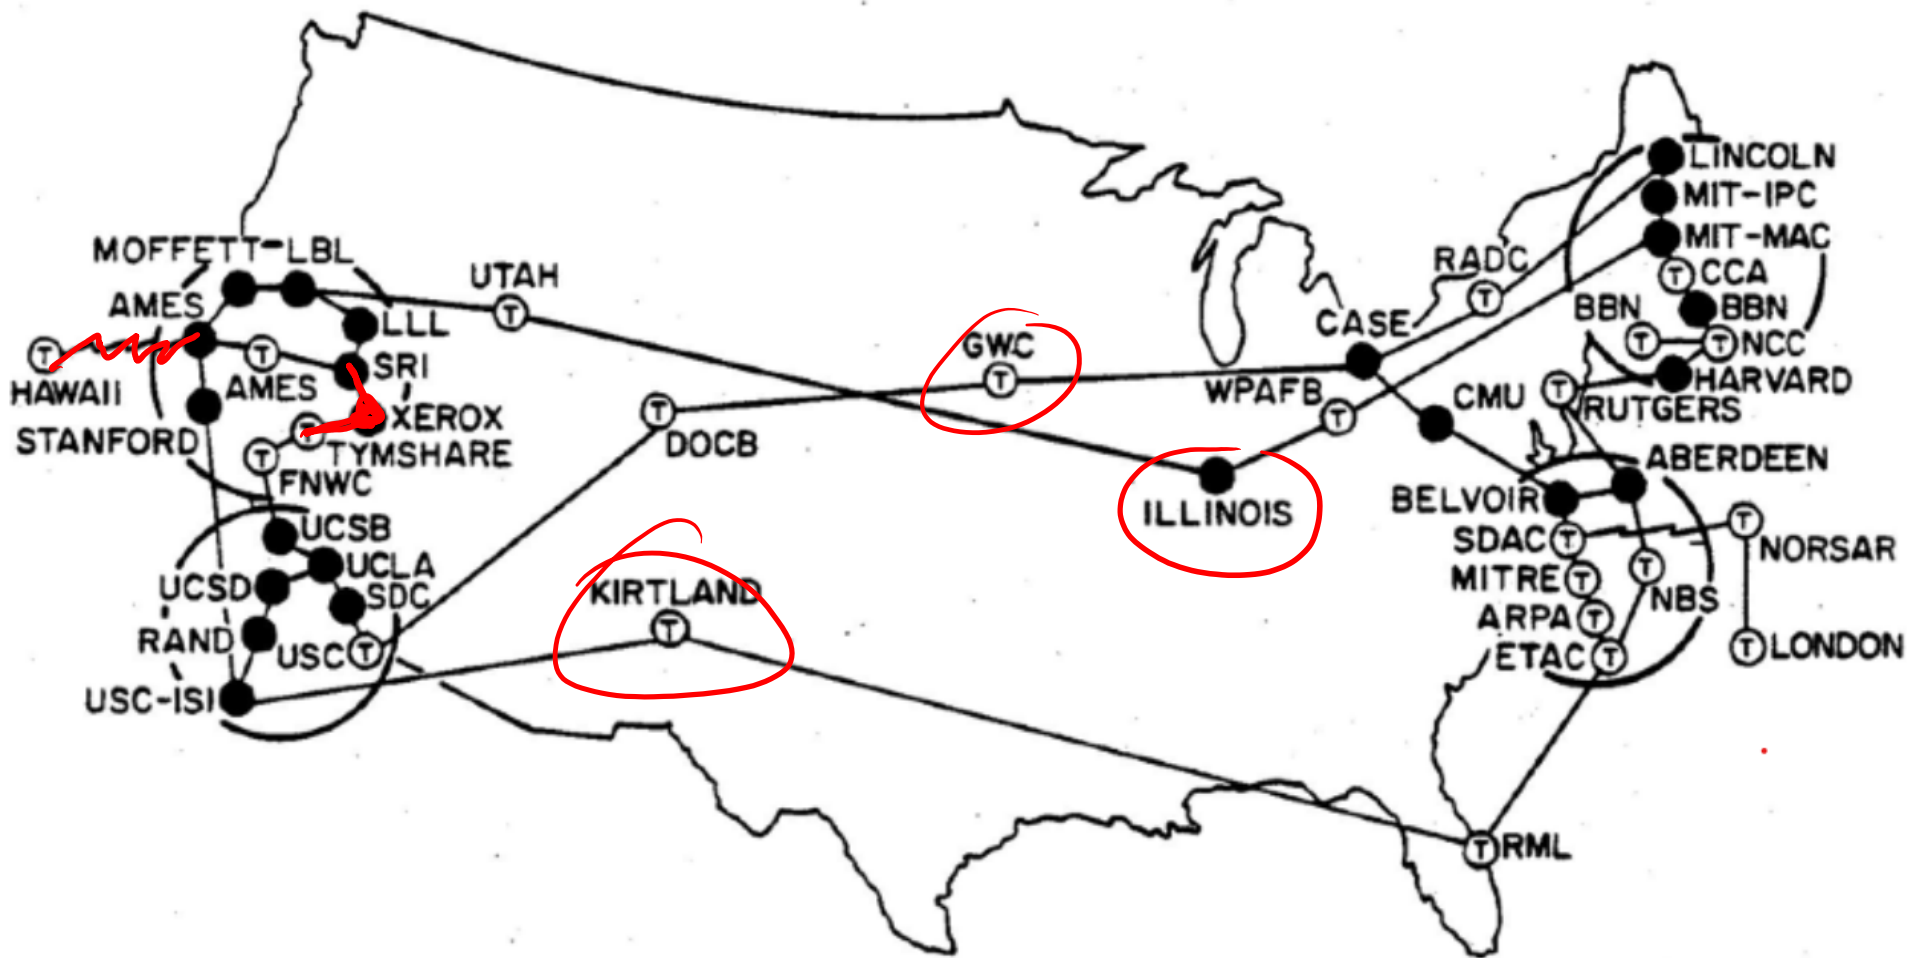 LINCOLN
MIT-IPC
MIT-MAC
MOFFETT LBL
RADC
UTAH
CCA
AMES
BBN
BBN
LLL
CASE
GWC
NCC
T
SRI
HAWAII
AMES
WPAFB
CMU
HARVARD
XEROX
RUTGERS
STANFORD
DOCB
TYMSHARE
ABERDEEN
FNWC
BELVOIR
ILLINOIS
UCSB
SDAC
NORSAR
UCLA
UCSD
MITRE
KIRTLAND
SDC
NBS
ARPA
RAND
USC
ETAC
LONDON
USC-ISI
RML